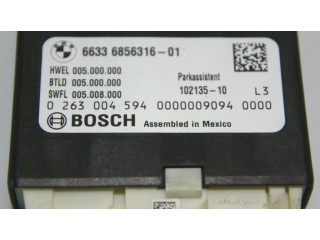 6633 6856316-01
HWEL 005.000.000
BTLD 005.000.000
SWFL 005.008.000
Parkassistent
102135-10 L3
0 263 004 594 0000009094 0000
BOSCH Assembled in Mexico